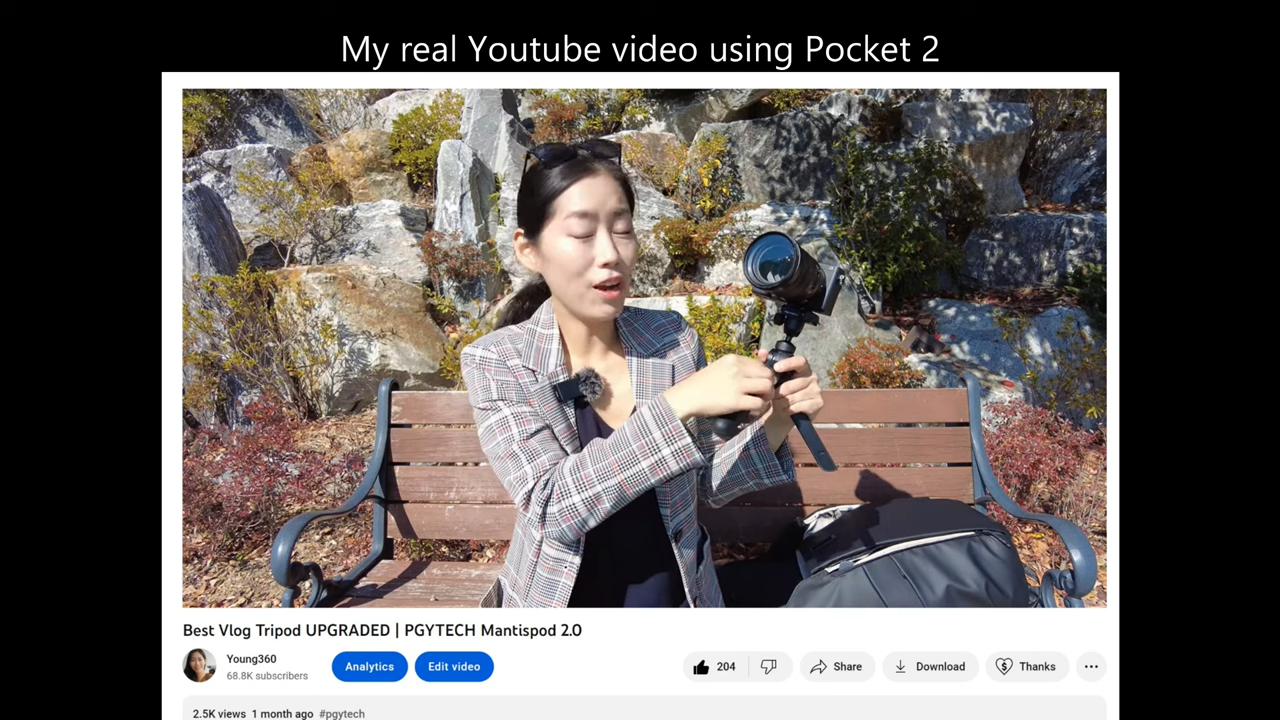 My real Youtube video using Pocket 2
Best Vlog Tripod UPGRADED | PGYTECH Mantispod 2.0
Young360
68.8K subscribers
Analytics
Edit video
204
Share
Download
Thanks
2.5K views 1 month ago #pgytech